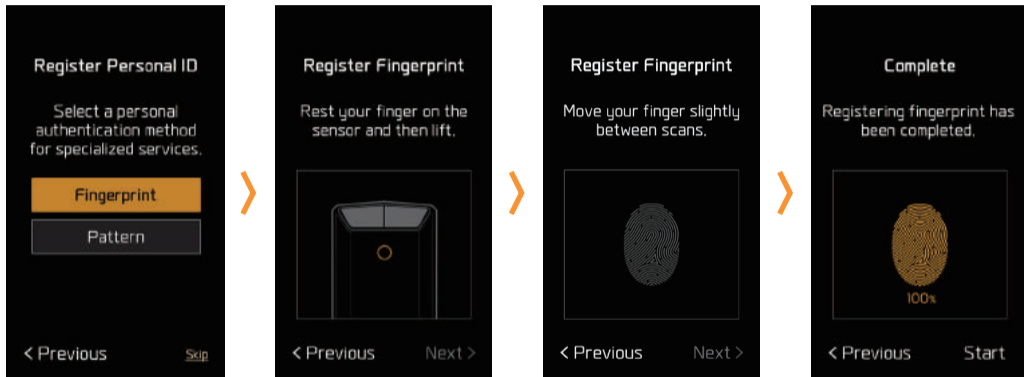 Register Personal ID
Select a personal
authentication method
for specialized services.
Fingerprint
Pattern
< Previous
Skip
Register Fingerprint
Rest your finger on the
sensor and then lift.
< Previous
Next >
Register Fingerprint
Move your finger slightly
between scans.
< Previous
Next >
Complete
Registering fingerprint has
been completed.
100%
< Previous
Start